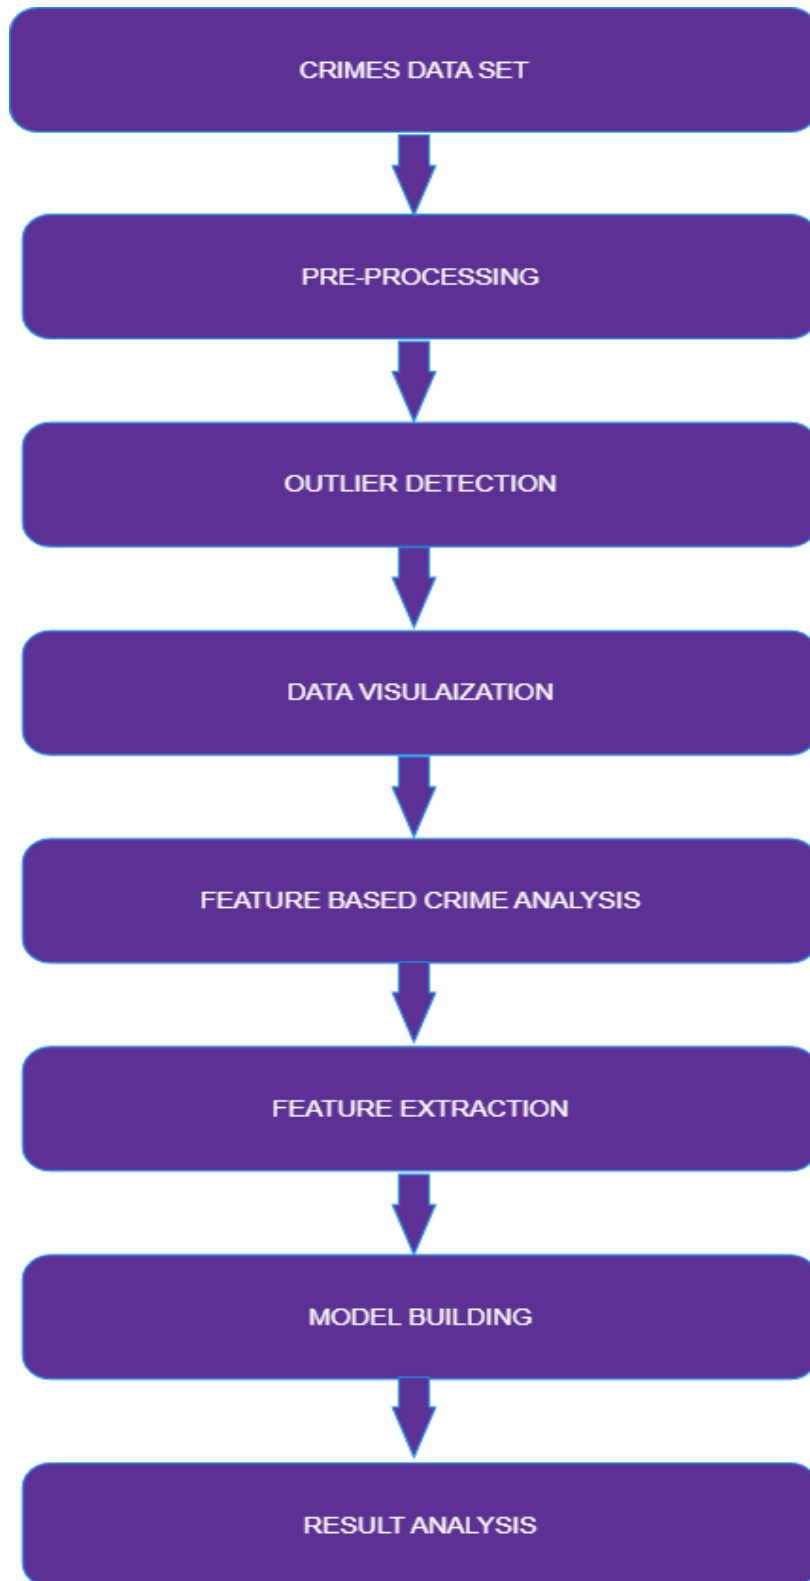 CRIMES DATA SET
PRE-PROCESSING
OUTLIER DETECTION
DATA VISULAIZATION
FEATURE BASED CRIME ANALYSIS
FEATURE EXTRACTION
MODEL BUILDING
RESULT ANALYSIS